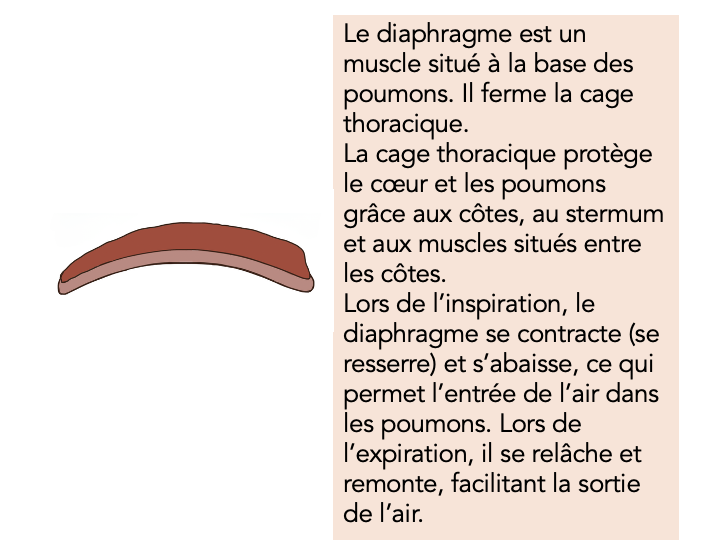 Le diaphragme est un
muscle situé à la base des
poumons. Il ferme la cage
thoracique.
La cage thoracique protège
le cœur et les poumons
grâce aux côtes, au stermum
et aux muscles situés entre
les côtes.
Lors de l’inspiration, le
diaphragme se contracte (se
resserre) et s’abaisse, ce qui
permet l’entrée de l’air dans
les poumons. Lors de
l’expiration, il se relâche et
remonte, facilitant la sortie
de l’air.